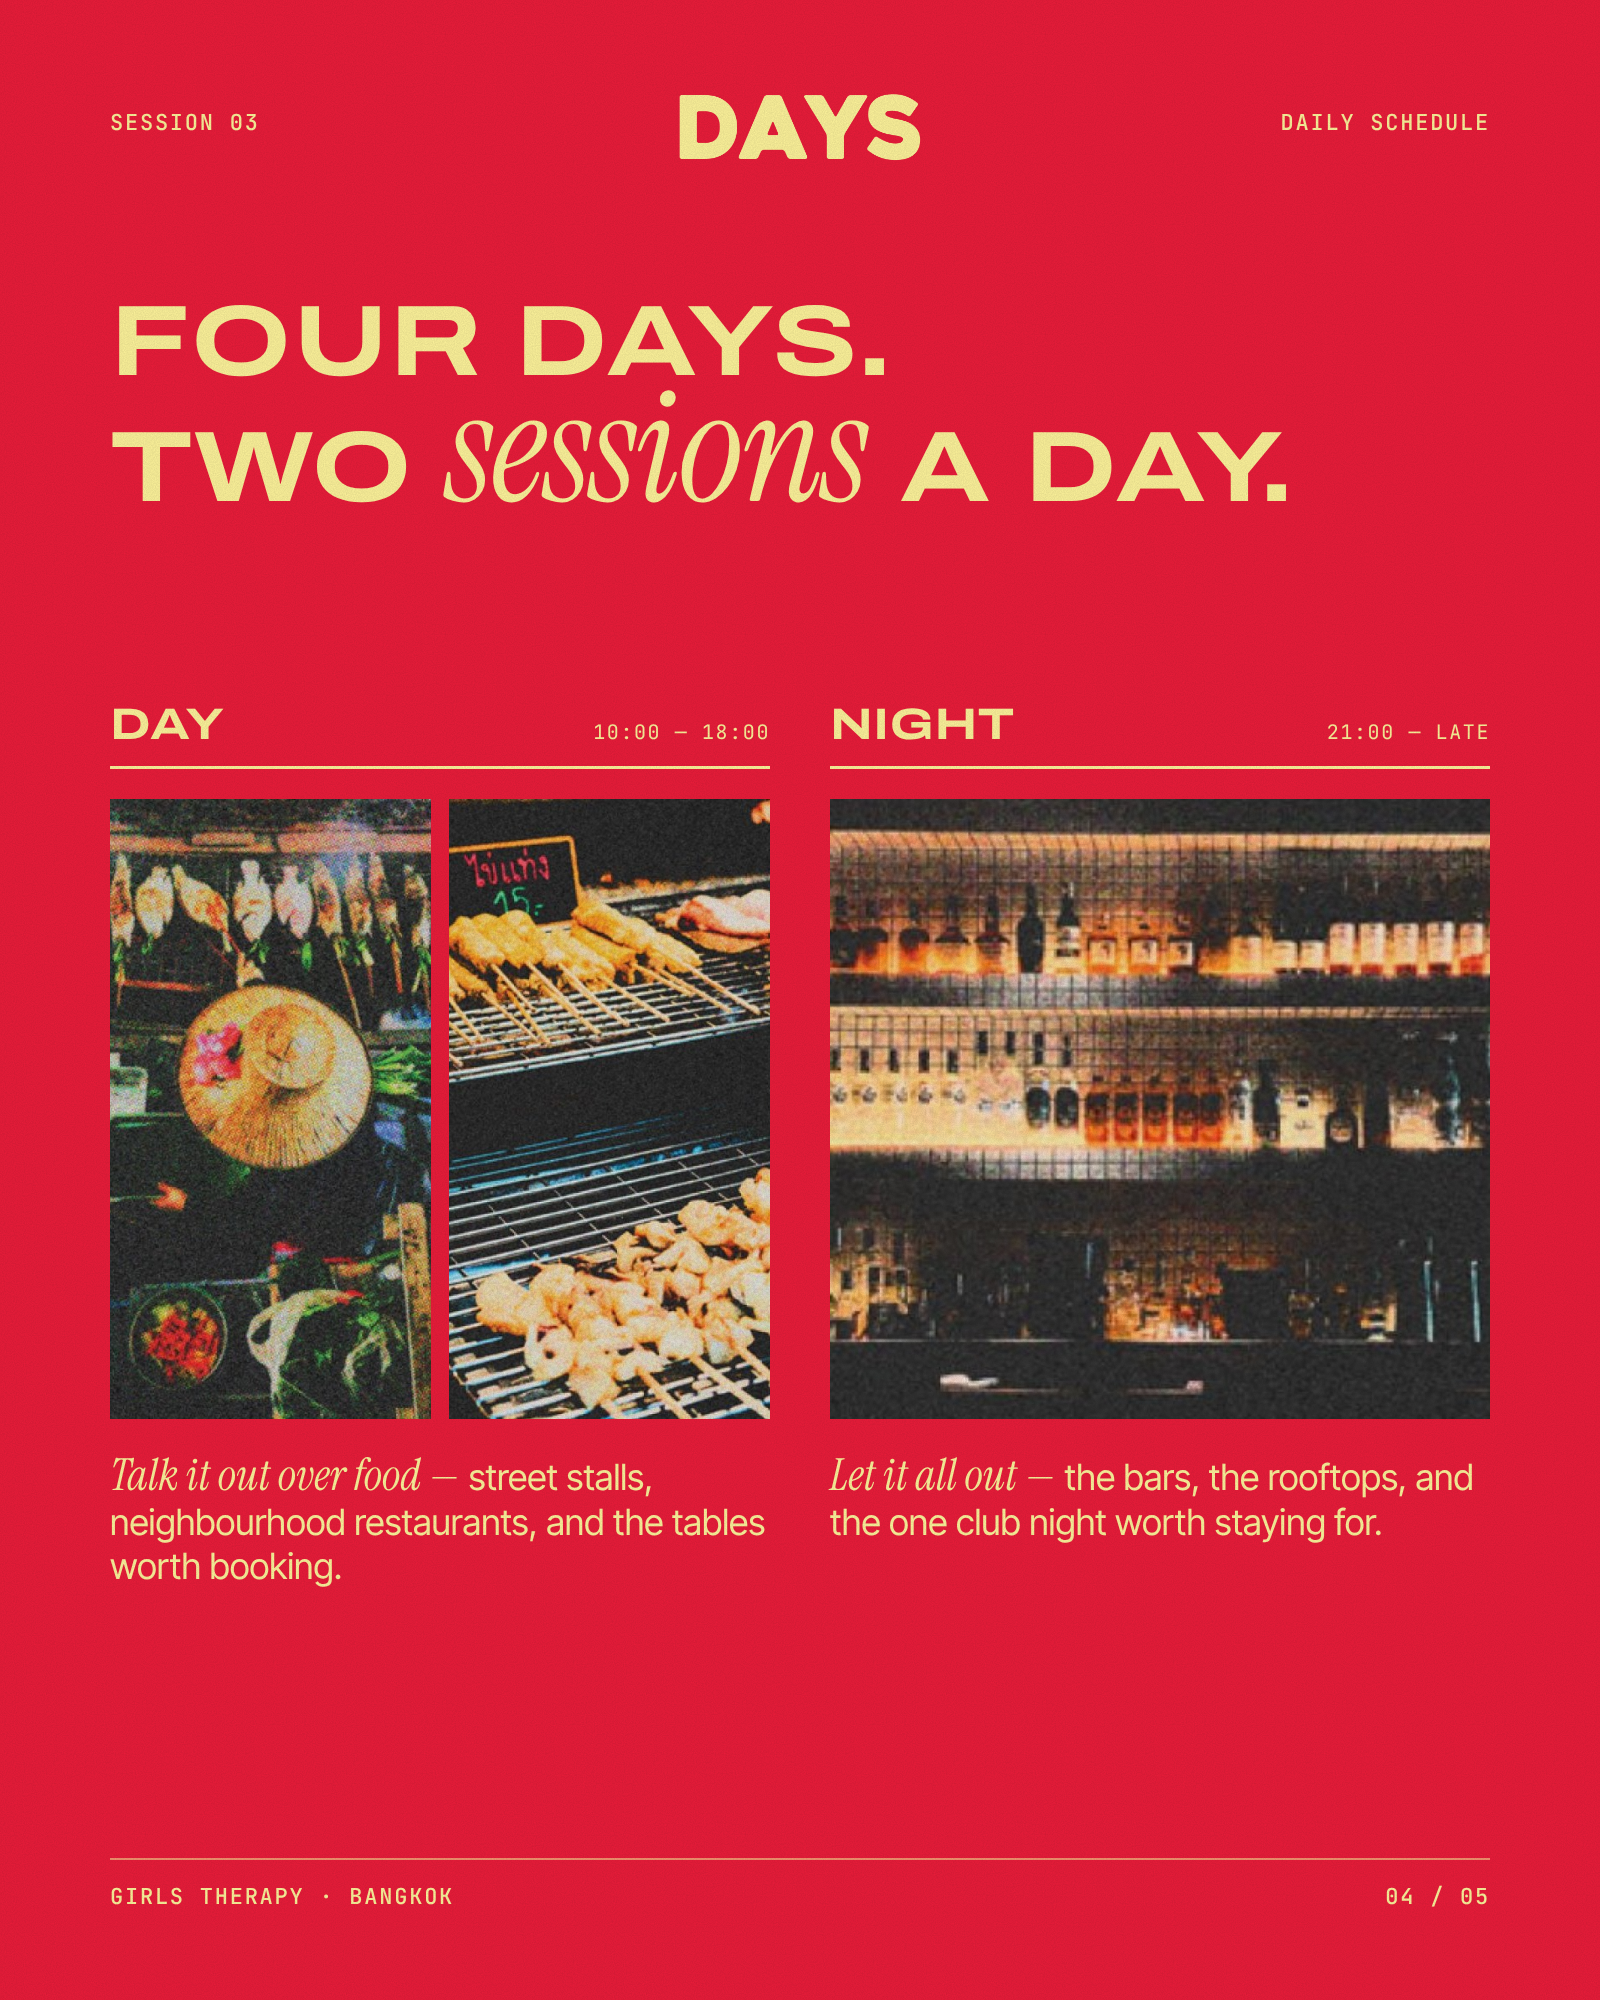 SESSION 03
DAYS
DAILY SCHEDULE
FOUR DAYS.
TWO sessions A DAY.
DAY
10:00 — 18:00
NIGHT
21:00 — LATE
ไข่แท่ง
15.-
Talk it out over food — street stalls,
neighbourhood restaurants, and the tables
worth booking.
Let it all out — the bars, the rooftops, and
the one club night worth staying for.
GIRLS THERAPY · BANGKOK
04 / 05